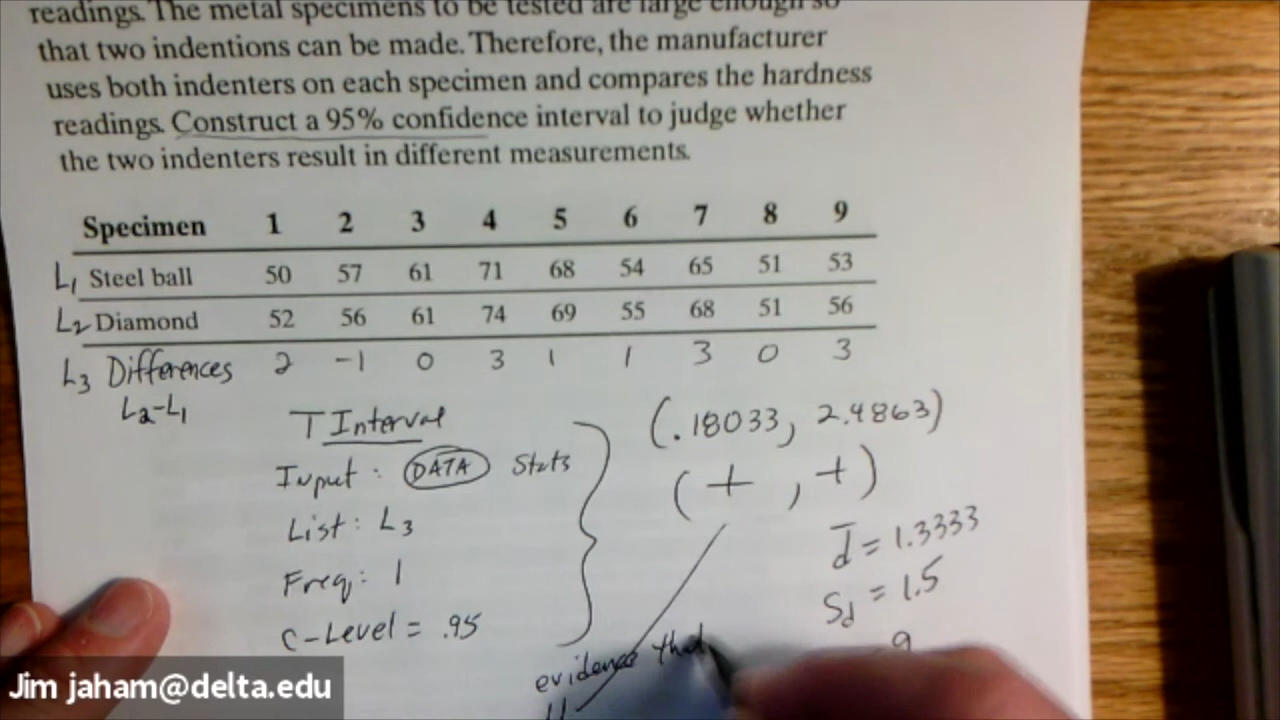 readings. The metal specimens to be tested are large enough so
that two indentions can be made. Therefore, the manufacturer
uses both indenters on each specimen and compares the hardness
readings. Construct a 95% confidence interval to judge whether
the two indenters result in different measurements.
Specimen 1 2 3 4 5 6 7 8 9
L1 Steel ball 50 57 61 71 68 54 65 51 53
L2 Diamond 52 56 61 74 69 55 68 51 56
L3 Differences 2 -1 0 3 1 1 3 0 3
L2-L1
T Interval
Input: DATA Stats
List: L3
Freq: 1
C-Level = .95
(.18033, 2.4863)
(+, +)
d̄ = 1.3333
Sd = 1.5
9
evidence that
Jim jaham@delta.edu